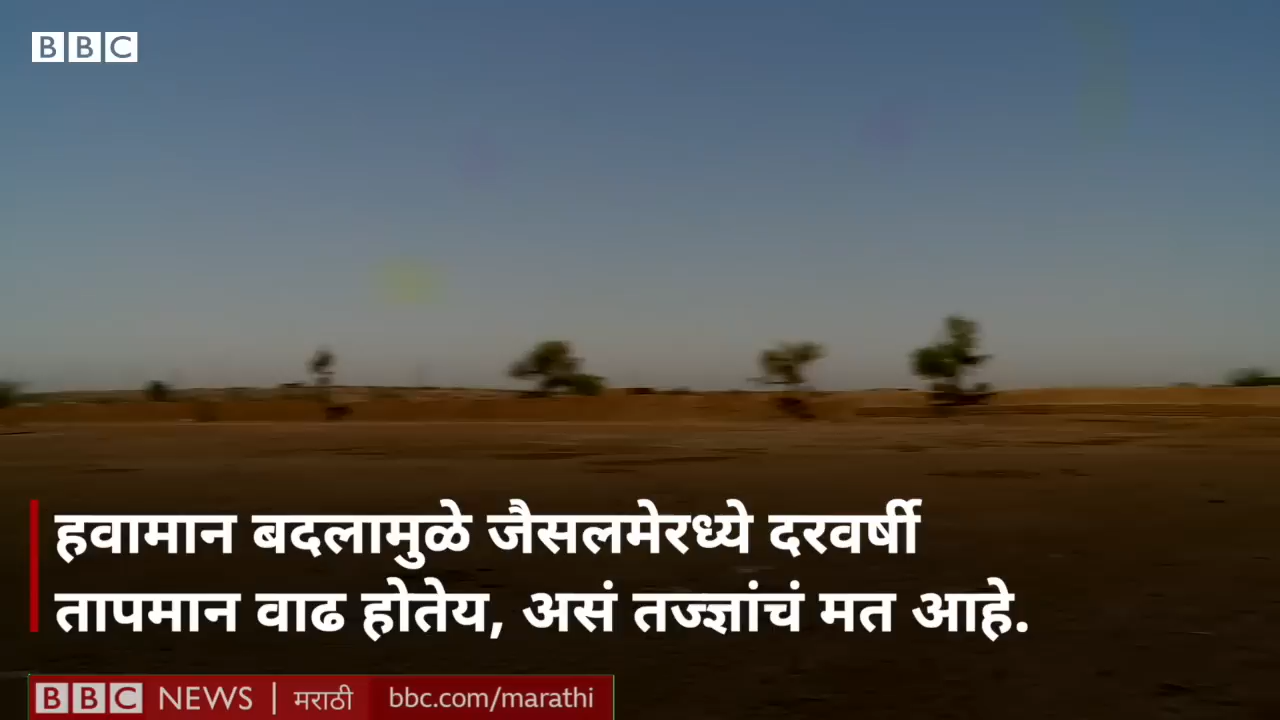 BBC
हवामान बदलामुळे जैसलमेरध्ये दरवर्षी
तापमान वाढ होतेय, असं तज्ज्ञांचं मत आहे.
BBC NEWS | मराठी bbc.com/marathi